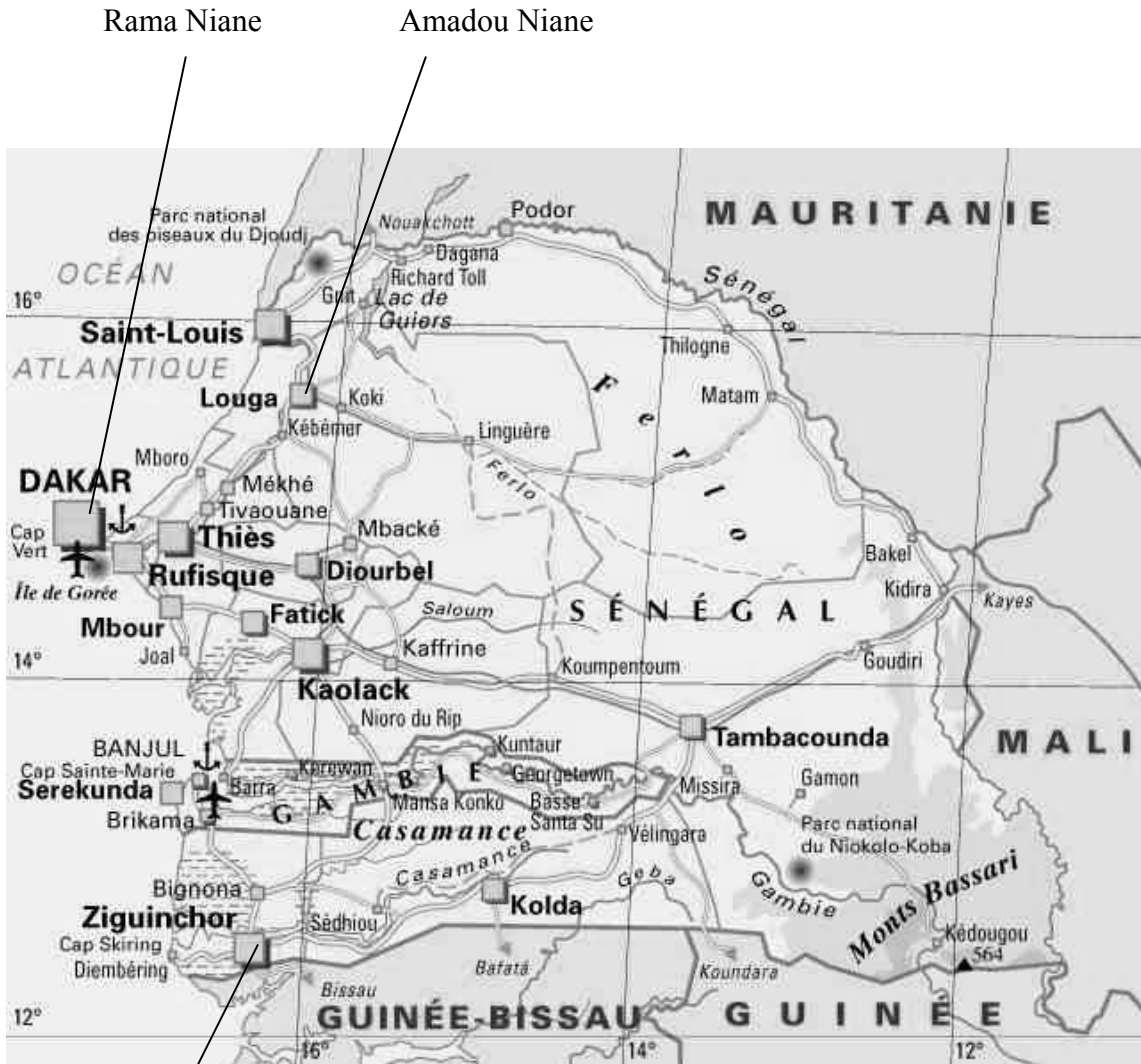 Rama Niane
Amadou Niane
MAURITANIE
Podor
Parc national
des oiseaux du Djoudj
Nouakchott
Dagana
Richard Toll
OCÉAN
ATLANTIQUE
Sénégal
16°
Lac de
Guiers
Saint-Louis
Thilogne
Louga
Koki
Matam
Ferlo
Kébémer
Linguère
Mboro
Mékhé
Ferlo
DAKAR
Tivaouane
Mbacké
Cap
Vert
Thiès
Bakel
Rufisque
Diourbel
Kidira
Île de Gorée
Kayes
Fatick
Saloum
SÉNÉGAL
Mbour
Joal
Kaffrine
Goudiri
Koumpentoum
14°
Kaolack
Nioro du Rip
Tambacounda
MALI
BANJUL
Kuntaur
Cap Sainte-Marie
Barra
Kerewan
GAMBIE
Georgetown
Missira
Gamon
Serekunda
Mansa Konko
Basse
Santa Su
Brikama
Casamance
Vélingara
Parc national
du Niokolo-Koba
Casamance
Geba
Bignona
Gambie
Monts Bassari
Ziguinchor
Sédhiou
Kolda
Cap Skiring
Kédougou
Diembéring
564
Bafatá
Koundara
Bissau
12°
GUINÉE-BISSAU
GUINÉE
16°
14°
12°